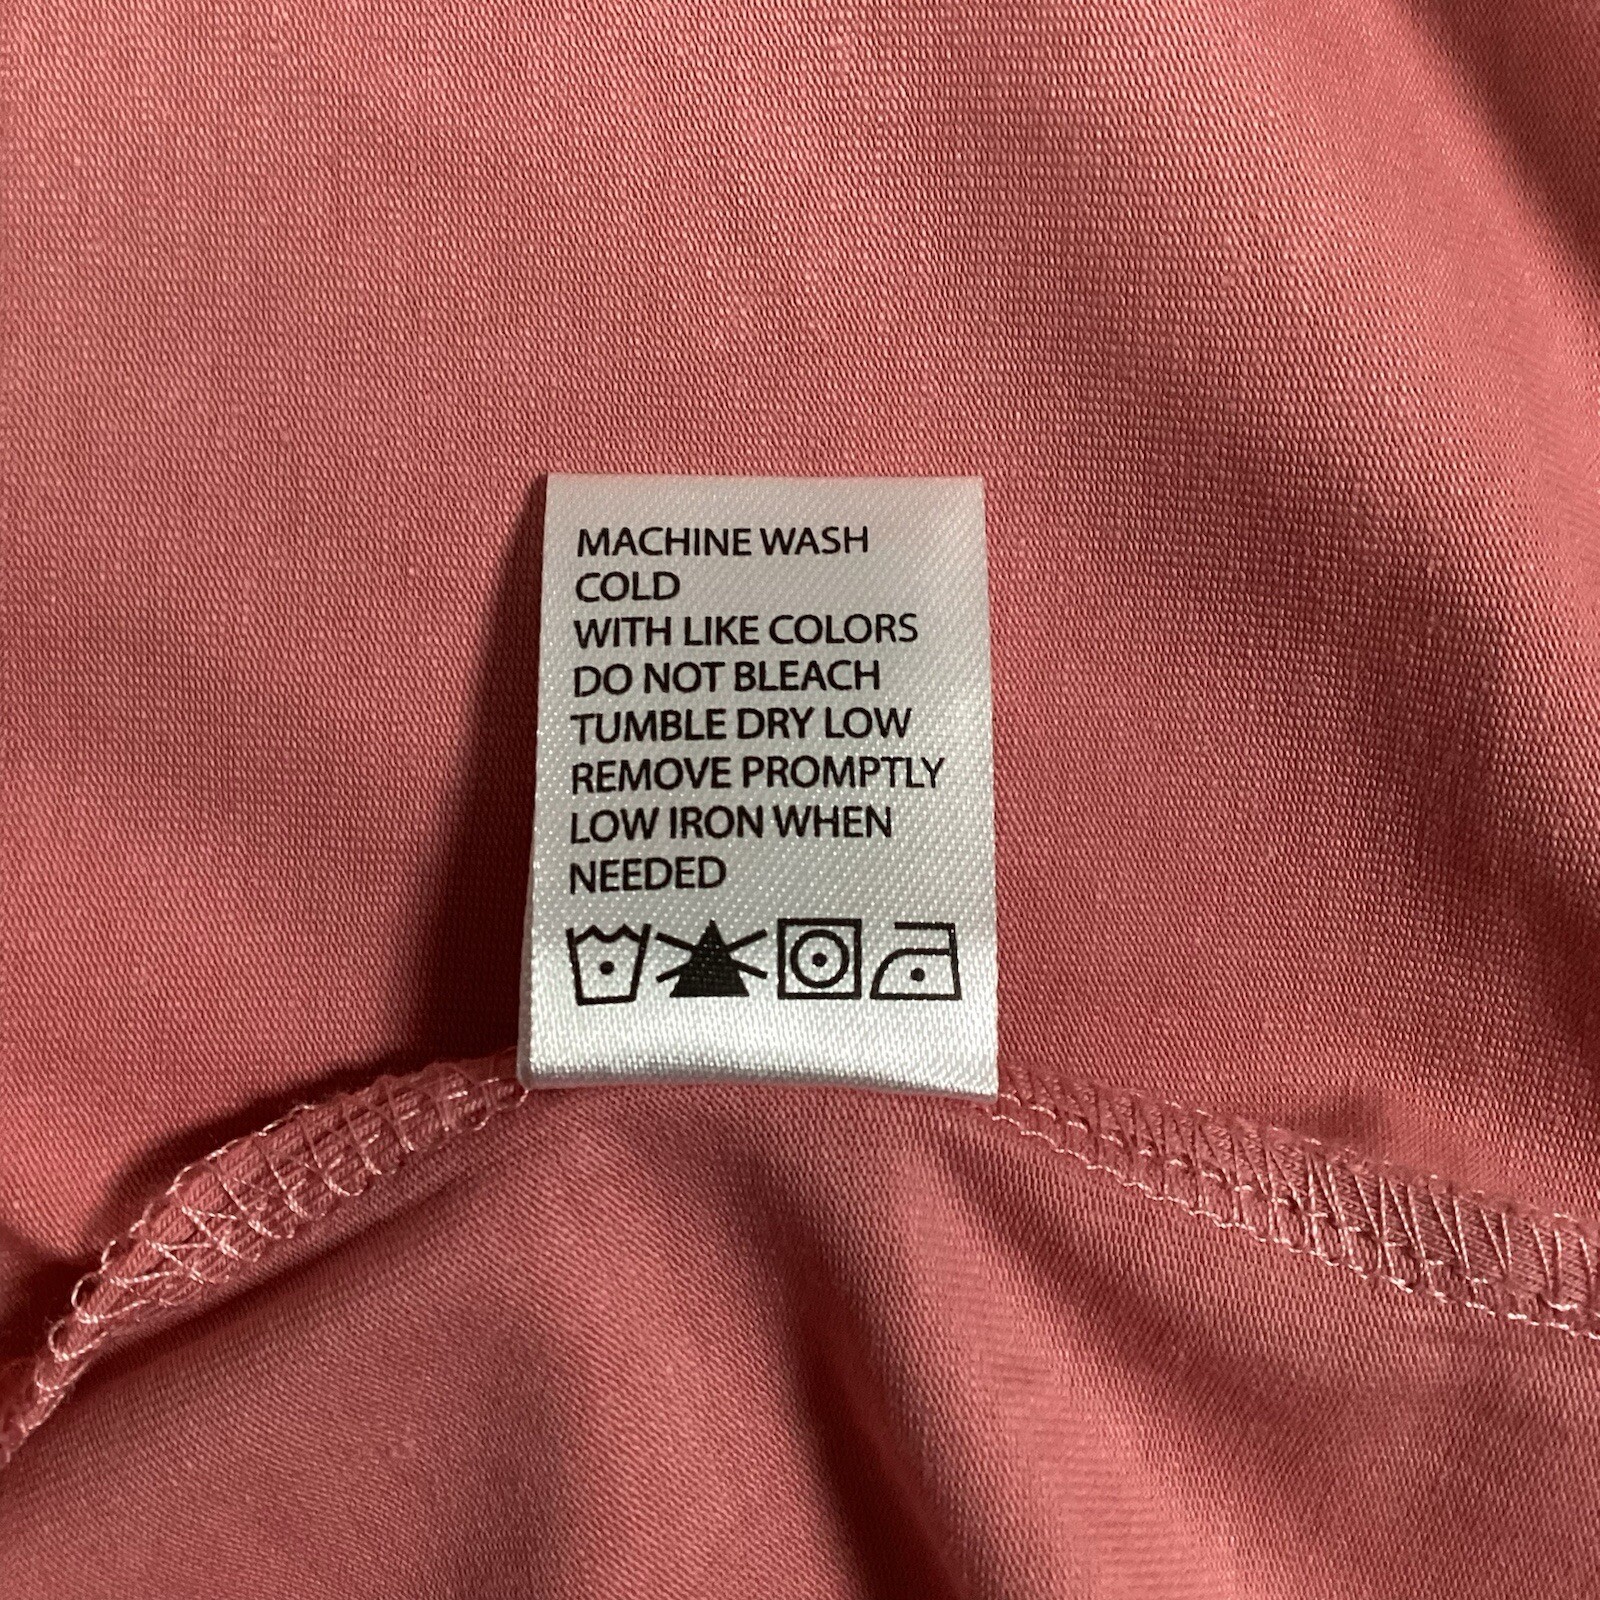 MACHINE WASH
COLD
WITH LIKE COLORS
DO NOT BLEACH
TUMBLE DRY LOW
REMOVE PROMPTLY
LOW IRON WHEN
NEEDED